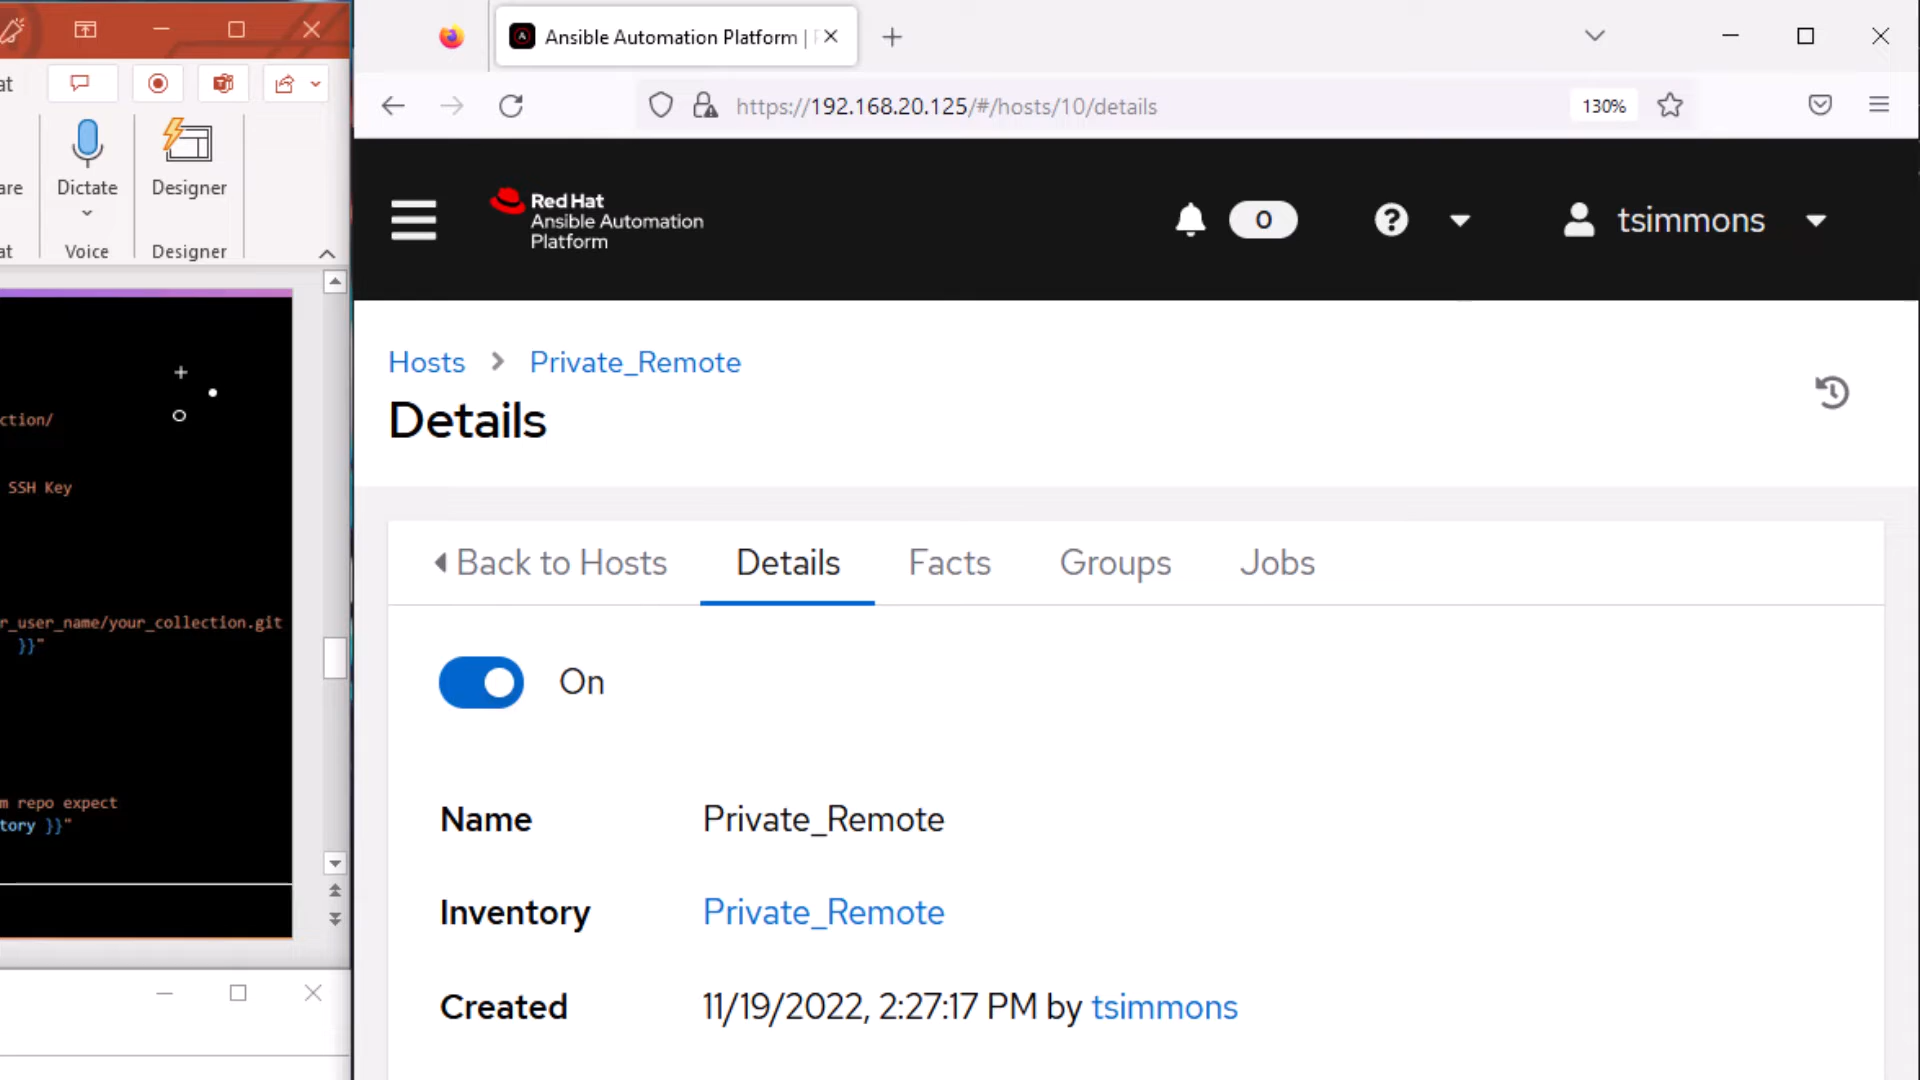 at
are
Dictate
Designer
at
Voice
Designer
ction/
SSH Key
r_user_name/your_collection.git
}}"
m repo expect
tory }}"
Ansible Automation Platform |
https://192.168.20.125/#/hosts/10/details
130%
Red Hat
Ansible Automation
Platform
0
tsimmons
Hosts > Private_Remote
Details
Back to Hosts Details Facts Groups Jobs
On
Name Private_Remote
Inventory Private_Remote
Created 11/19/2022, 2:27:17 PM by tsimmons